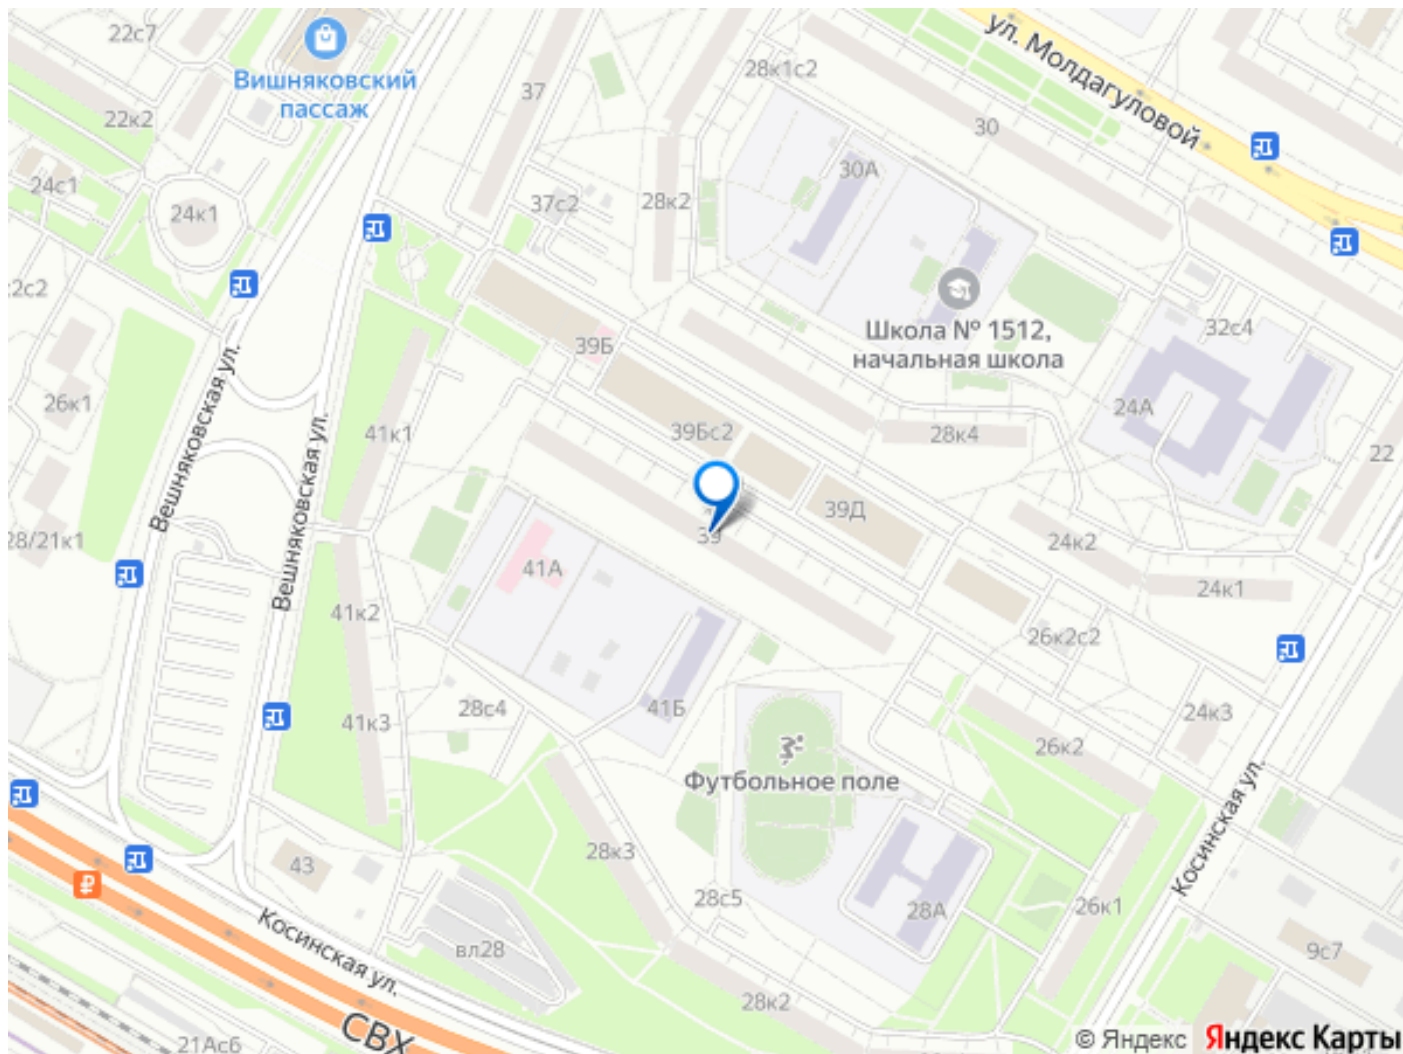 22с7
Вишняковский
пассаж
22к2
37
28к1с2
ул. Молдагуловой
30
24с1
24к1
37с2
28к2
30А
2с2
39Б
Школа № 1512,
начальная школа
32с4
26к1
Вешняковская ул.
41к1
Вешняковская ул.
39Бс2
28к4
24А
22
28/21к1
39Д
39
24к2
41А
24к1
41к2
26к2с2
41к3
28с4
41Б
24к3
26к2
Футбольное поле
Косинская ул.
43
28к3
28с5
28А
26к1
Косинская ул.
вл28
9с7
28к2
СВХ
21Ас6
© Яндекс Яндекс Карты